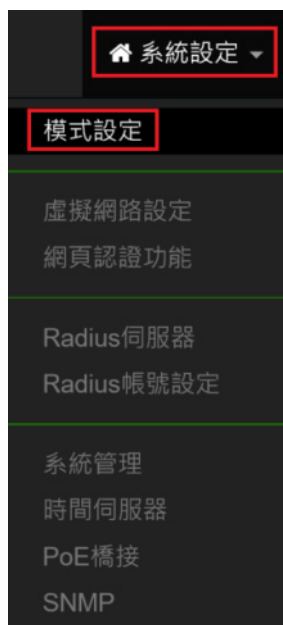 系統設定
模式設定
虛擬網路設定
網頁認證功能
Radius伺服器
Radius帳號設定
系統管理
時間伺服器
PoE橋接
SNMP